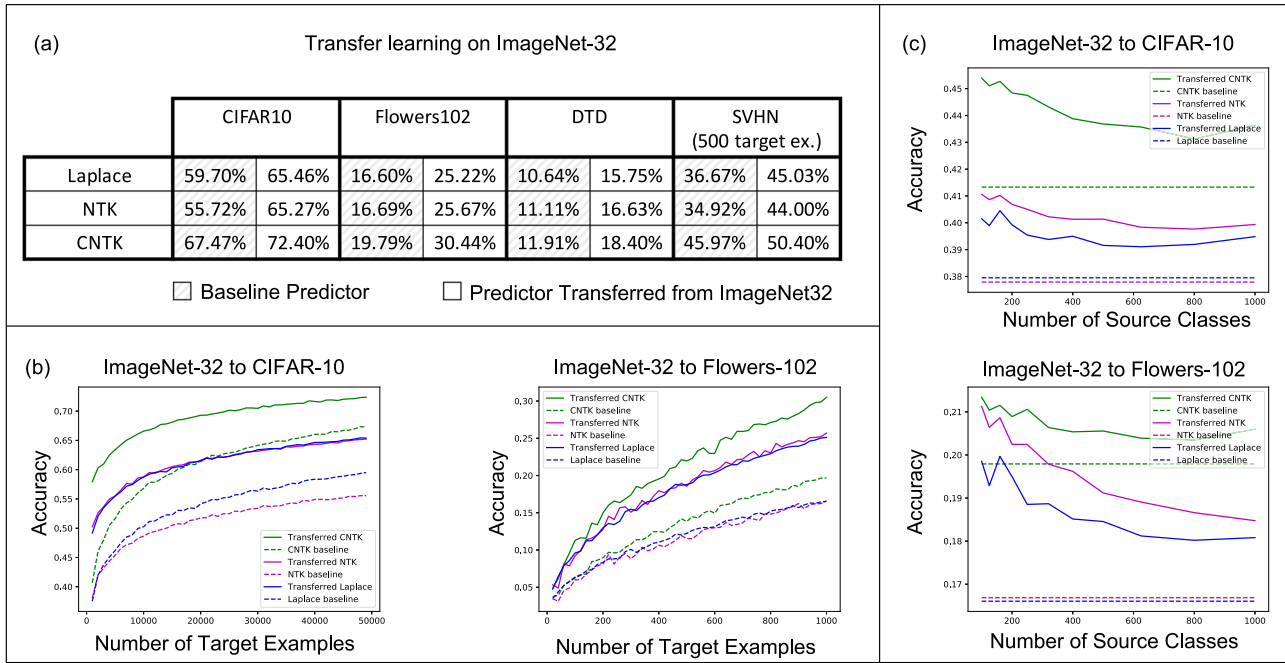 (a)
Transfer learning on ImageNet-32
CIFAR10 Flowers102 DTD SVHN
(500 target ex.)
Laplace 59.70% 65.46% 16.60% 25.22% 10.64% 15.75% 36.67% 45.03%
NTK 55.72% 65.27% 16.69% 25.67% 11.11% 16.63% 34.92% 44.00%
CNTK 67.47% 72.40% 19.79% 30.44% 11.91% 18.40% 45.97% 50.40%
Baseline Predictor Predictor Transferred from ImageNet32
(b)
ImageNet-32 to CIFAR-10
Accuracy
0.70
0.65
0.60
0.55
0.50
0.45
0.40
Transferred CNTK
CNTK baseline
Transferred NTK
NTK baseline
Transferred Laplace
Laplace baseline
0 10000 20000 30000 40000 50000
Number of Target Examples
ImageNet-32 to Flowers-102
Accuracy
0.30
0.25
0.20
0.15
0.10
0.05
Transferred CNTK
CNTK baseline
Transferred NTK
NTK baseline
Transferred Laplace
Laplace baseline
0 200 400 600 800 1000
Number of Target Examples
(c)
ImageNet-32 to CIFAR-10
Accuracy
0.45
0.44
0.43
0.42
0.41
0.40
0.39
0.38
Transferred CNTK
CNTK baseline
Transferred NTK
NTK baseline
Transferred Laplace
Laplace baseline
200 400 600 800 1000
Number of Source Classes
ImageNet-32 to Flowers-102
Accuracy
0.21
0.20
0.19
0.18
0.17
Transferred CNTK
CNTK baseline
Transferred NTK
NTK baseline
Transferred Laplace
Laplace baseline
200 400 600 800 1000
Number of Source Classes